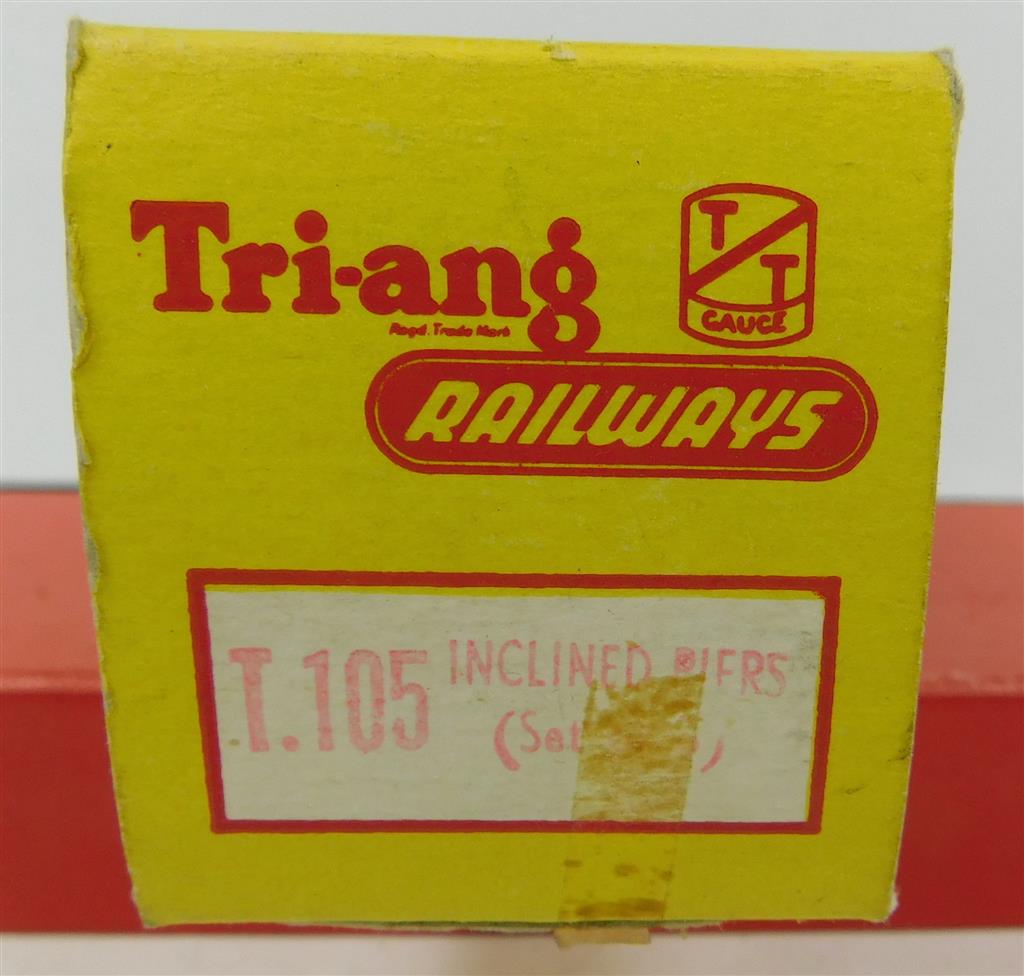 Tri-ang
Regd. Trade Mark
T T
GAUGE
RAILWAYS
T.105 INCLINED PIERS
(Set